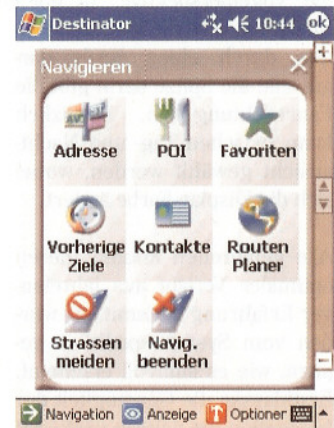 Destinator 10:44 ok
Navigieren
Adresse POI Favoriten
Vorherige Ziele Kontakte Routen Planer
Strassen meiden Navig. beenden
Navigation Anzeige Optionen